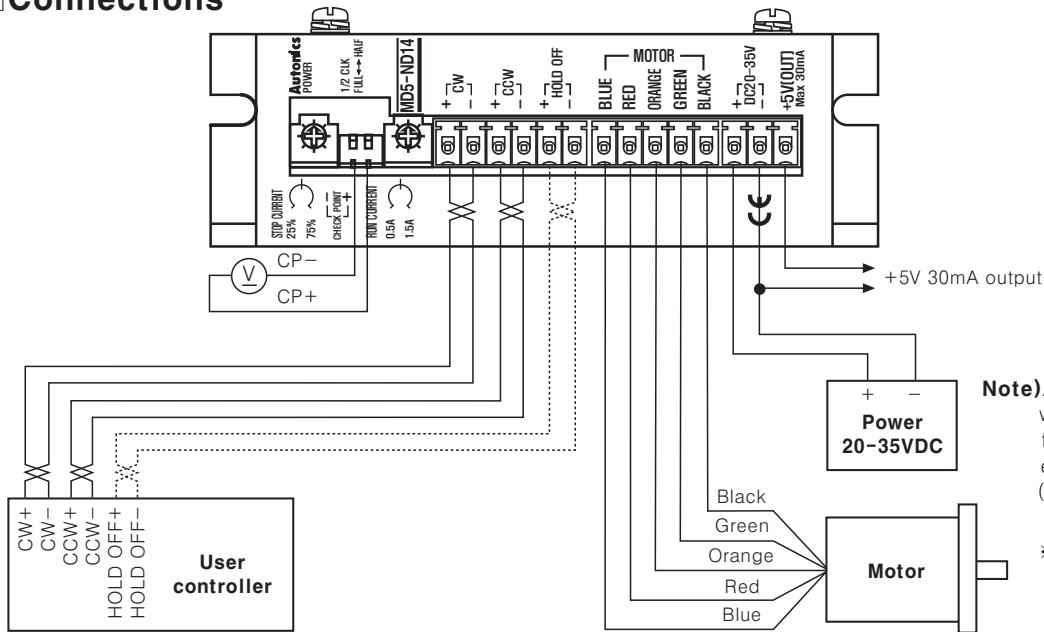 Connections
Autonics
POWER
1/2 CLK
FULL↔HALF
MD5-ND14
+ CW -
+ CCW -
+ HOLD OFF -
MOTOR
BLUE
RED
ORANGE
GREEN
BLACK
+ DC20-35V -
+5V(OUT)
Max 30mA
STOP CURRENT
25%
75%
CHECK POINT
- +
RUN CURRENT
0.5A
1.5A
CE
V
CP-
CP+
+5V 30mA output
+ -
Power
20-35VDC
Note)
CW+
CW-
CCW+
CCW-
HOLD OFF+
HOLD OFF-
User
controller
Black
Green
Orange
Red
Blue
Motor